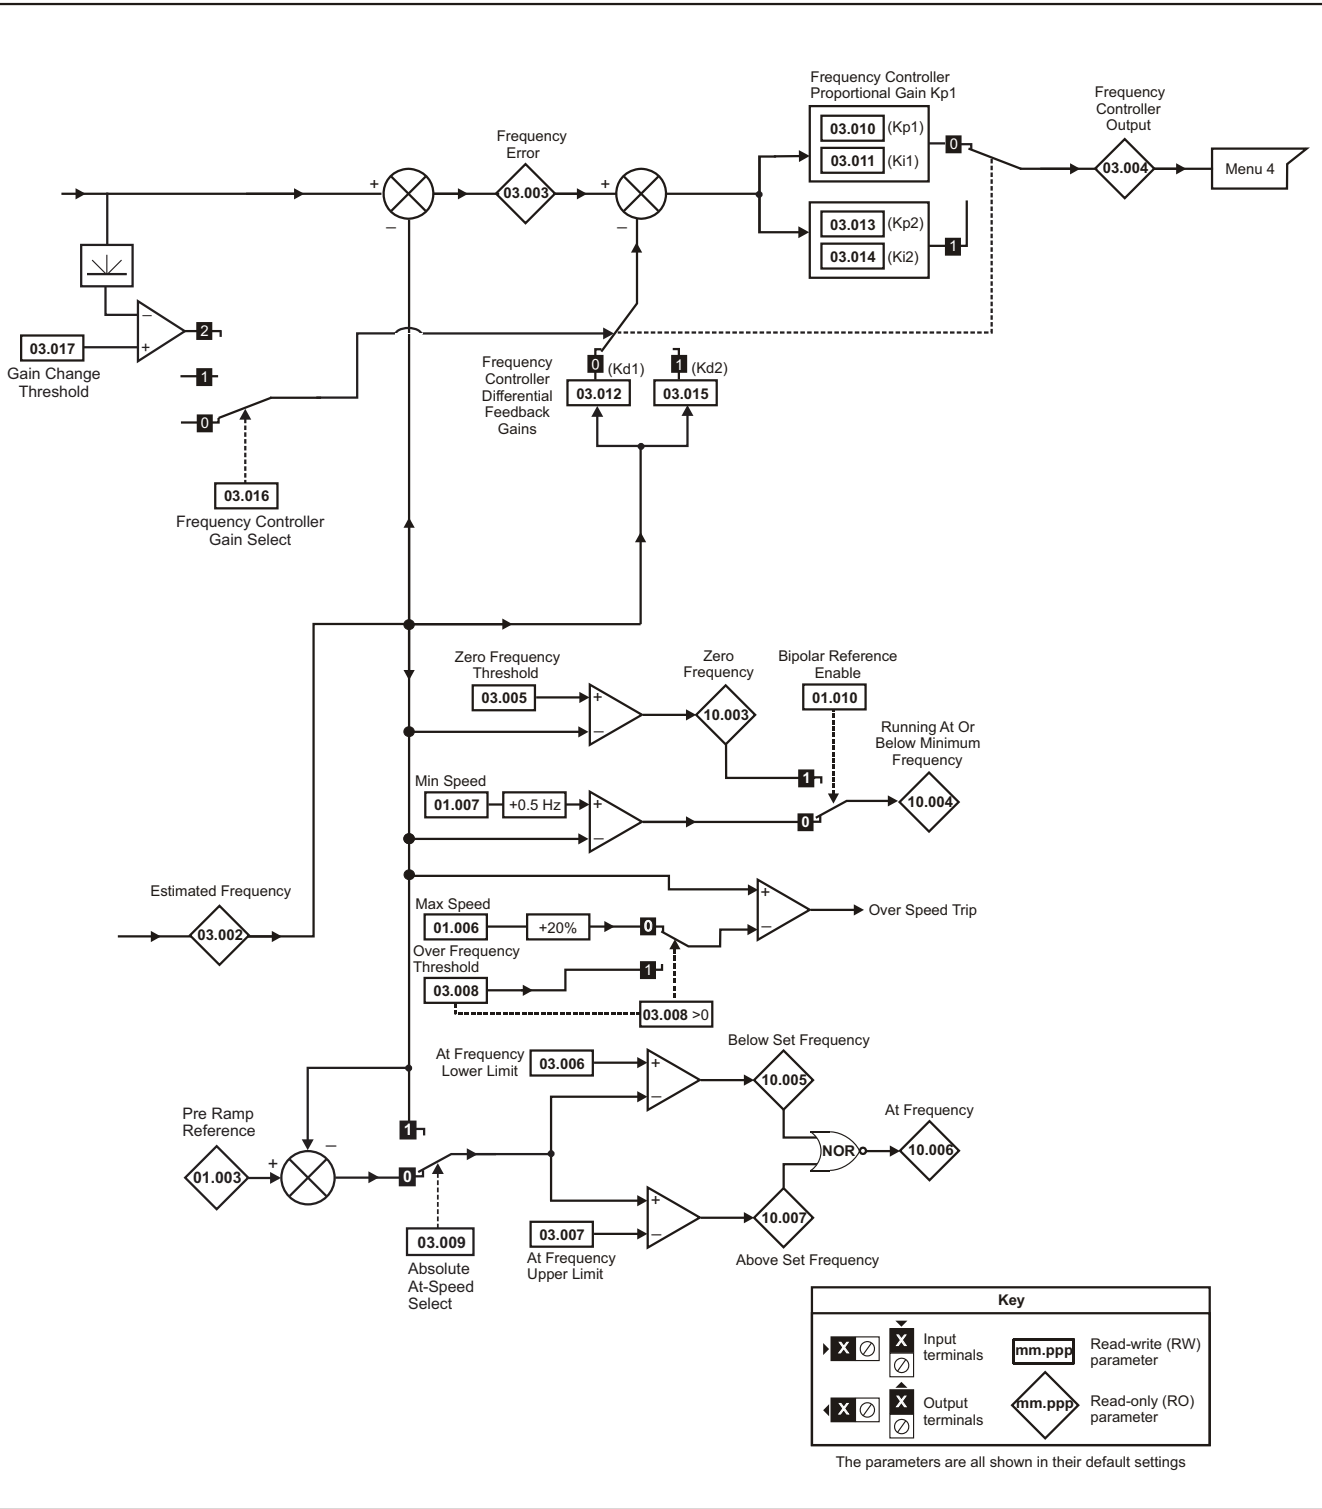 Frequency Controller
Proportional Gain Kp1
03.010 (Kp1)
03.011 (Ki1)
0
Frequency
Controller
Output
03.004
Menu 4
Frequency
Error
03.003
+
−
+
−
03.013 (Kp2)
03.014 (Ki2)
1
−
+
2
03.017
Gain Change
Threshold
1
0
03.016
Frequency Controller
Gain Select
Frequency
Controller
Differential
Feedback
Gains
0 (Kd1)
03.012
1 (Kd2)
03.015
Zero Frequency
Threshold
03.005
+
−
Zero
Frequency
10.003
Bipolar Reference
Enable
01.010
Running At Or
Below Minimum
Frequency
10.004
1
0
Min Speed
01.007
+0.5 Hz
+
−
Estimated Frequency
03.002
Max Speed
01.006
+20%
0
Over Frequency
Threshold
03.008
1
03.008 >0
+
−
Over Speed Trip
At Frequency
Lower Limit
03.006
+
−
Below Set Frequency
10.005
Pre Ramp
Reference
01.003
+
−
1
0
03.009
Absolute
At-Speed
Select
NOR
At Frequency
10.006
+
−
03.007
At Frequency
Upper Limit
10.007
Above Set Frequency
Key
X
X
Input
terminals
mm.ppp
Read-write (RW)
parameter
X
X
Output
terminals
mm.ppp
Read-only (RO)
parameter
The parameters are all shown in their default settings